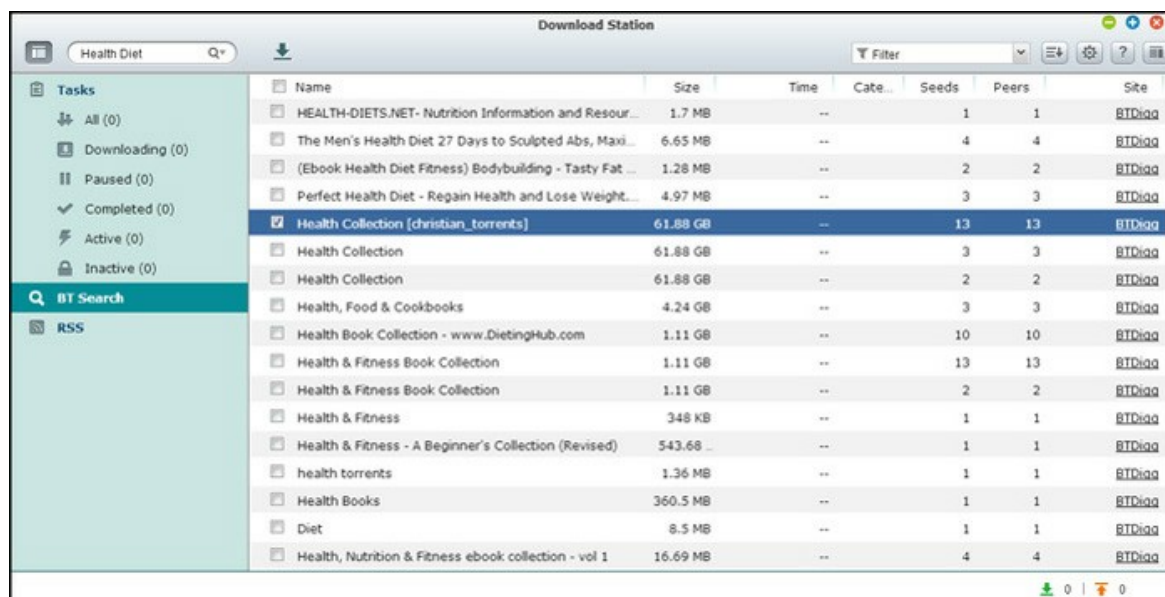 Download Station
Health Diet
Filter
?
Tasks
All (0)
Downloading (0)
Paused (0)
Completed (0)
Active (0)
Inactive (0)
BT Search
RSS
Name Size Time Cate... Seeds Peers Site
HEALTH-DIETS.NET- Nutrition Information and Resour... 1.7 MB -- 1 1 BTDigg
The Men's Health Diet 27 Days to Sculpted Abs, Maxi... 6.65 MB -- 4 4 BTDigg
(Ebook Health Diet Fitness) Bodybuilding - Tasty Fat ... 1.28 MB -- 2 2 BTDigg
Perfect Health Diet - Regain Health and Lose Weight.... 4.97 MB -- 3 3 BTDigg
Health Collection [christian_torrents] 61.88 GB -- 13 13 BTDigg
Health Collection 61.88 GB -- 3 3 BTDigg
Health Collection 61.88 GB -- 2 2 BTDigg
Health, Food & Cookbooks 4.24 GB -- 3 3 BTDigg
Health Book Collection - www.DietingHub.com 1.11 GB -- 10 10 BTDigg
Health & Fitness Book Collection 1.11 GB -- 13 13 BTDigg
Health & Fitness Book Collection 1.11 GB -- 2 2 BTDigg
Health & Fitness 348 KB -- 1 1 BTDigg
Health & Fitness - A Beginner's Collection (Revised) 543.68 ... -- 1 1 BTDigg
health torrents 1.36 MB -- 1 1 BTDigg
Health Books 360.5 MB -- 1 1 BTDigg
Diet 8.5 MB -- 1 1 BTDigg
Health, Nutrition & Fitness ebook collection - vol 1 16.69 MB -- 4 4 BTDigg
0 | 0